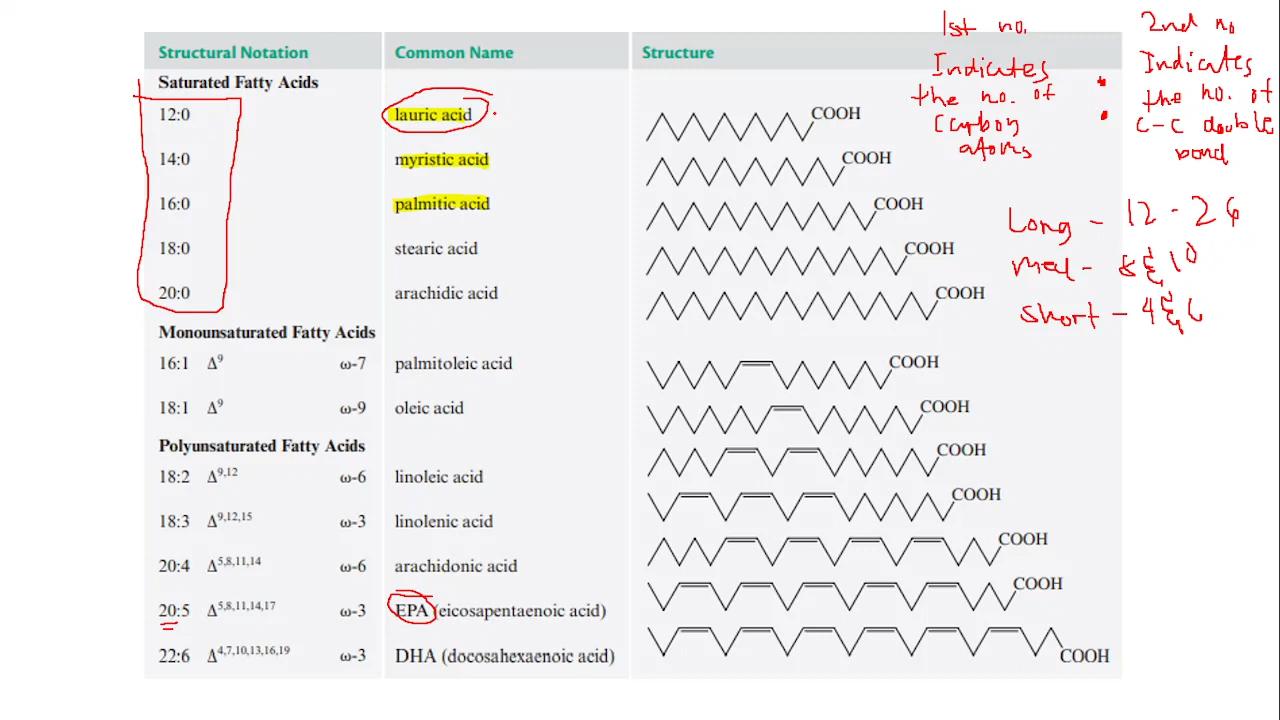 1st no.
2nd no
Indicates
the no. of
Carbon
atoms
:
Indicates
the no. of
C-C double
bond
Long - 12 - 26
med - 8 & 10
short - 4 & 6
Structural Notation Common Name Structure
Saturated Fatty Acids
12:0 lauric acid COOH
14:0 myristic acid COOH
16:0 palmitic acid COOH
18:0 stearic acid COOH
20:0 arachidic acid COOH
Monounsaturated Fatty Acids
16:1 Δ9 ω-7 palmitoleic acid COOH
18:1 Δ9 ω-9 oleic acid COOH
Polyunsaturated Fatty Acids
18:2 Δ9,12 ω-6 linoleic acid COOH
18:3 Δ9,12,15 ω-3 linolenic acid COOH
20:4 Δ5,8,11,14 ω-6 arachidonic acid COOH
20:5 Δ5,8,11,14,17 ω-3 EPA (eicosapentaenoic acid) COOH
22:6 Δ4,7,10,13,16,19 ω-3 DHA (docosahexaenoic acid) COOH